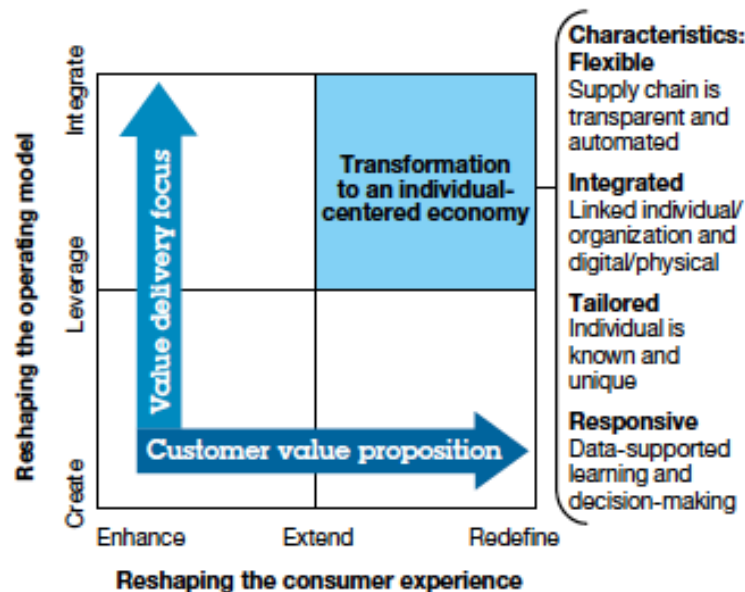 Reshaping the operating model
Integrate
Leverage
Create
Value delivery focus
Customer value proposition
Transformation
to an individual-
centered economy
Enhance
Extend
Redefine
Reshaping the consumer experience
Characteristics:
Flexible
Supply chain is
transparent and
automated
Integrated
Linked individual/
organization and
digital/physical
Tailored
Individual is
known and
unique
Responsive
Data-supported
learning and
decision-making